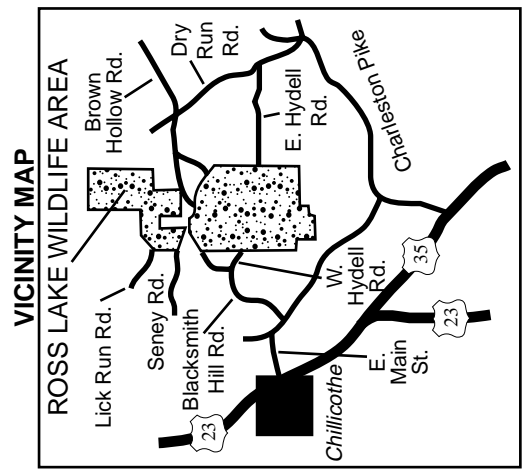 VICINITY MAP
ROSS LAKE WILDLIFE AREA
Brown
Hollow Rd.
Dry
Run
Rd.
Lick Run Rd.
Seney Rd.
E. Hydell
Rd.
Blacksmith
Hill Rd.
W.
Hydell
Rd.
Charleston Pike
23
Chillicothe
E.
Main
St.
35
23